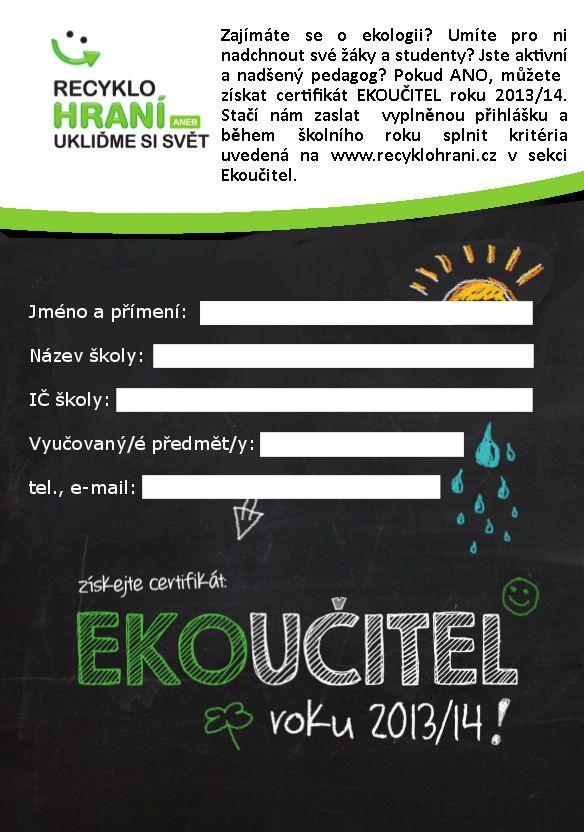 RECYKLO
HRANÍ ANEB
UKLIĎME SI SVĚT
Zajímáte se o ekologii? Umíte pro ni
nadchnout své žáky a studenty? Jste aktivní
a nadšený pedagog? Pokud ANO, můžete
získat certifikát EKOUČITEL roku 2013/14.
Stačí nám zaslat vyplněnou přihlášku a
během školního roku splnit kritéria
uvedená na www.recyklohrani.cz v sekci
Ekoučitel.
Jméno a přímení:
Název školy:
IČ školy:
Vyučovaný/é předmět/y:
tel., e-mail:
získejte certifikát:
EKOUČITEL
roku 2013/14!